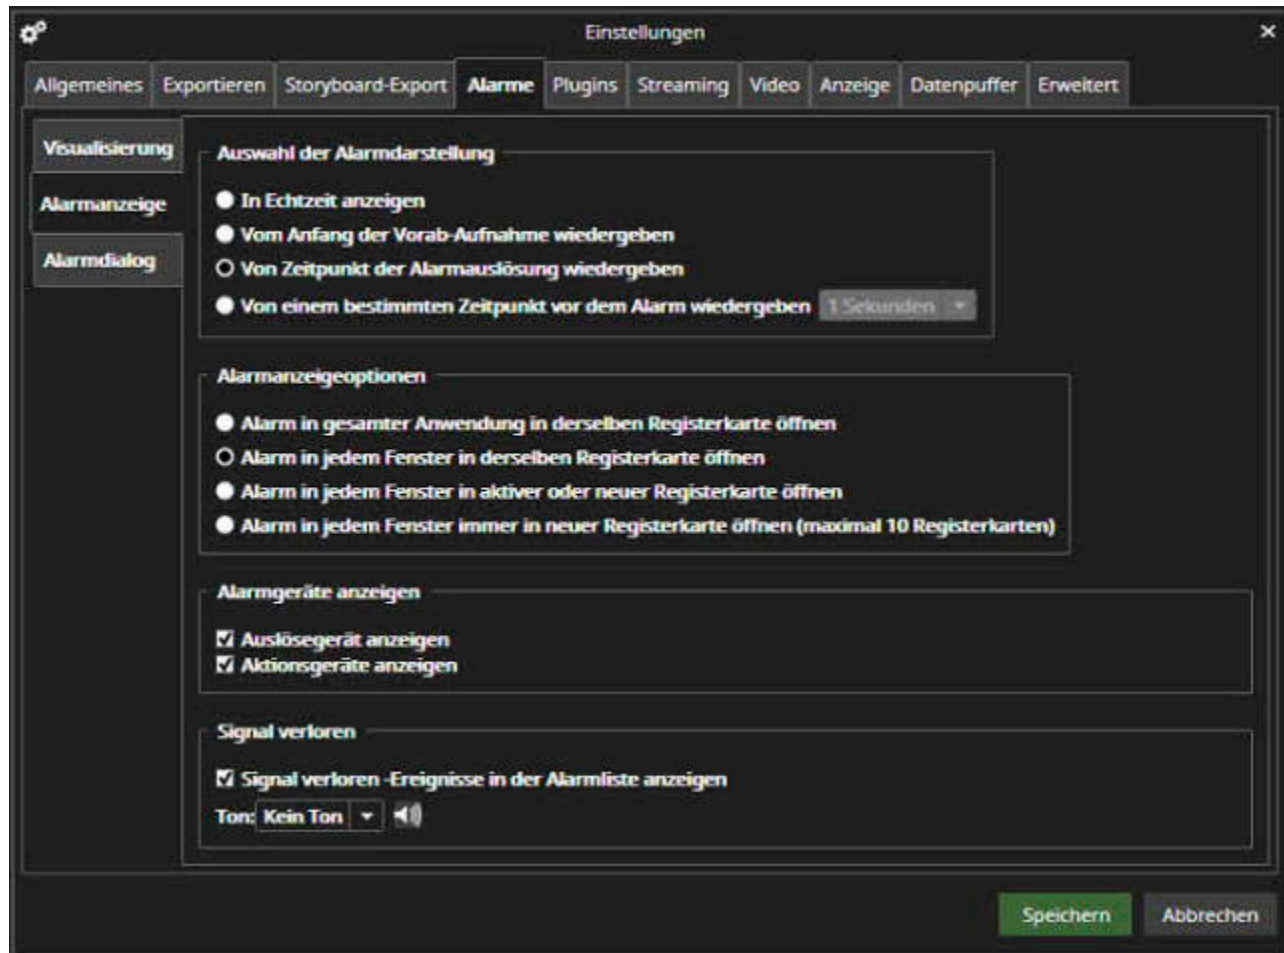 Einstellungen
Allgemeines Exportieren Storyboard-Export Alarme Plugins Streaming Video Anzeige Datenpuffer Erweitert
Visualisierung
Alarmanzeige
Alarmdialog
Auswahl der Alarmdarstellung
In Echtzeit anzeigen
Vom Anfang der Vorab-Aufnahme wiedergeben
Von Zeitpunkt der Alarmauslösung wiedergeben
Von einem bestimmten Zeitpunkt vor dem Alarm wiedergeben 1 Sekunden
Alarmanzeigeoptionen
Alarm in gesamter Anwendung in derselben Registerkarte öffnen
Alarm in jedem Fenster in derselben Registerkarte öffnen
Alarm in jedem Fenster in aktiver oder neuer Registerkarte öffnen
Alarm in jedem Fenster immer in neuer Registerkarte öffnen (maximal 10 Registerkarten)
Alarmgeräte anzeigen
Auslösegerät anzeigen
Aktionsgeräte anzeigen
Signal verloren
Signal verloren -Ereignisse in der Alarmliste anzeigen
Ton: Kein Ton
Speichern Abbrechen